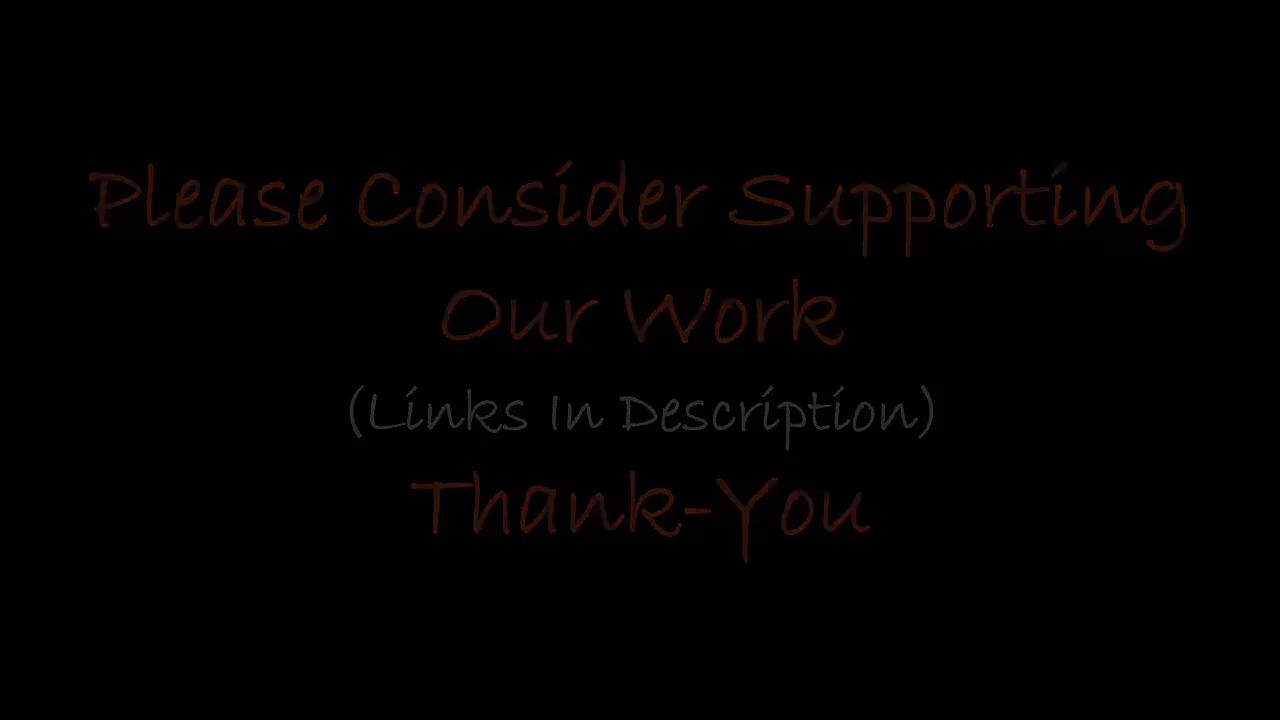 Please Consider Supporting
Our Work
(Links In Description)
Thank-You